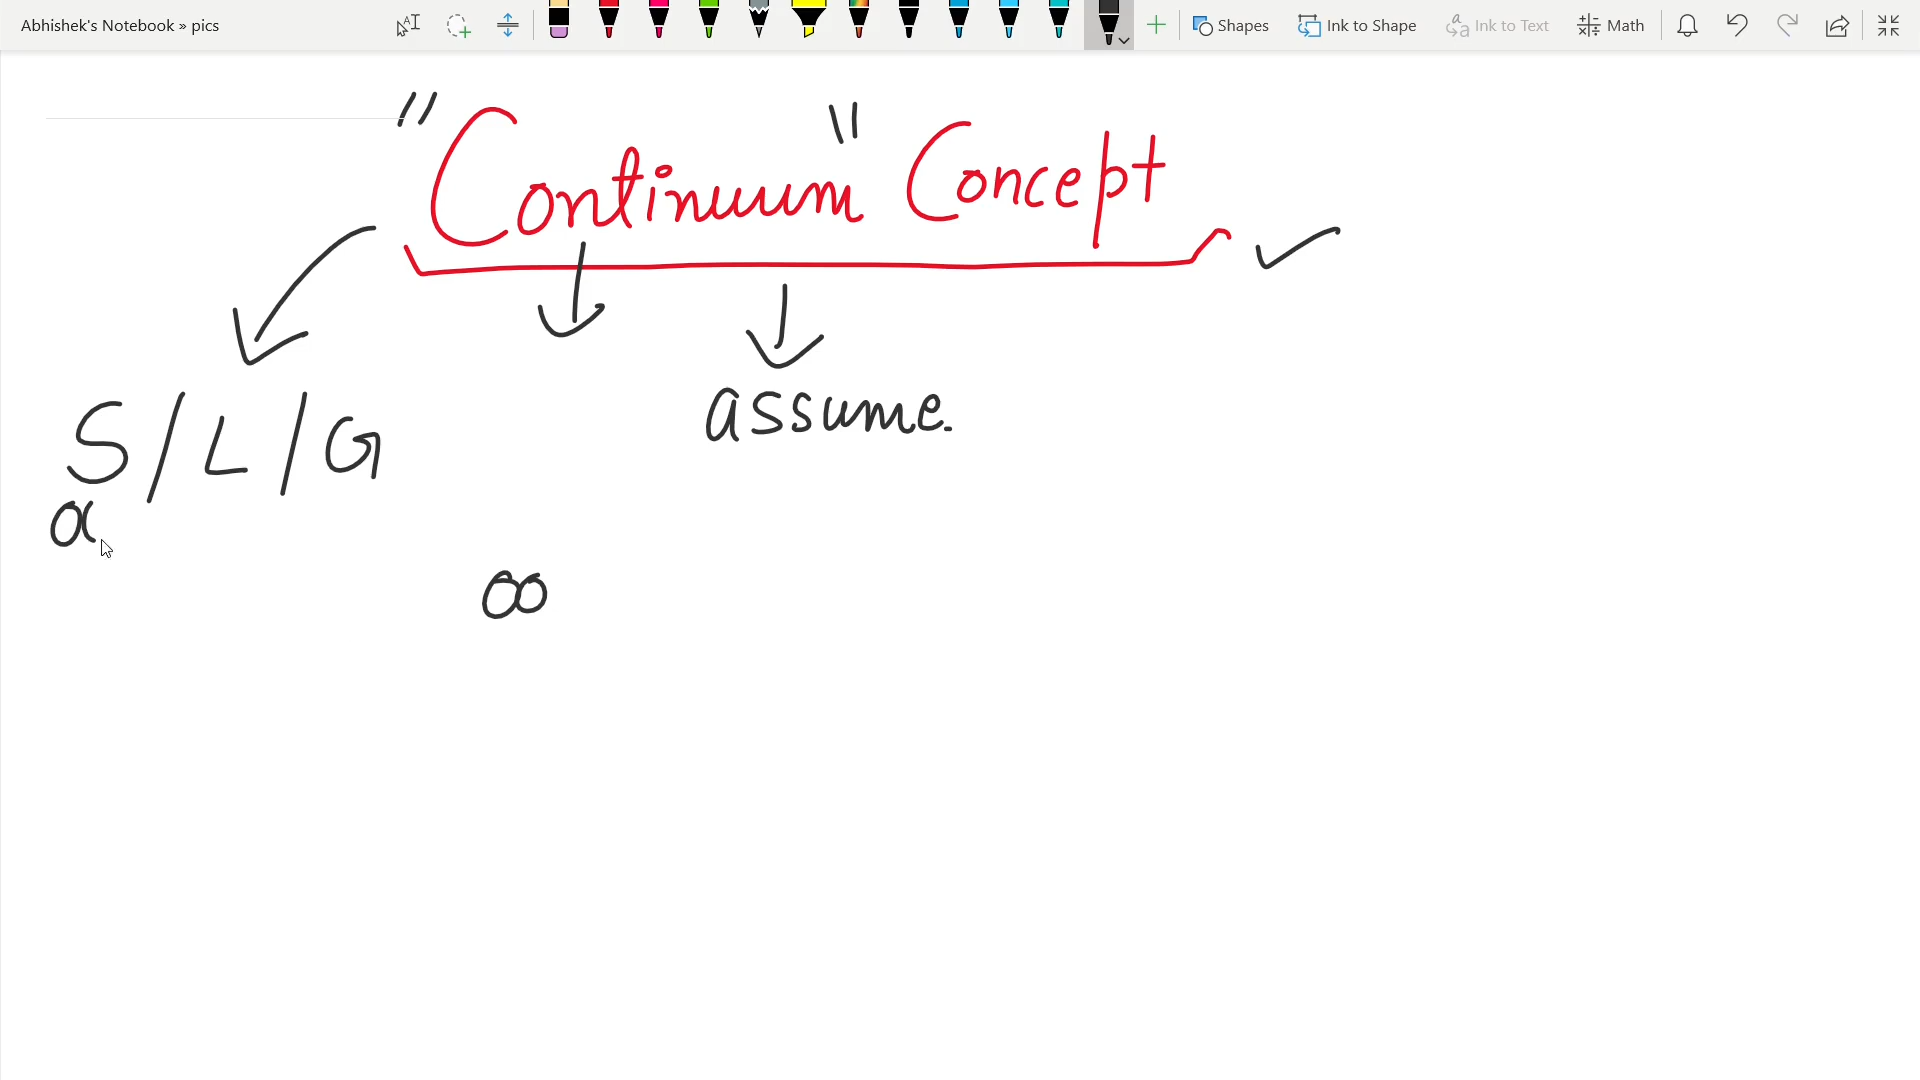 Abhishek's Notebook » pics
Shapes
Ink to Shape
Ink to Text
Math
"Continuum" Concept
assume.
S/L/G
∞